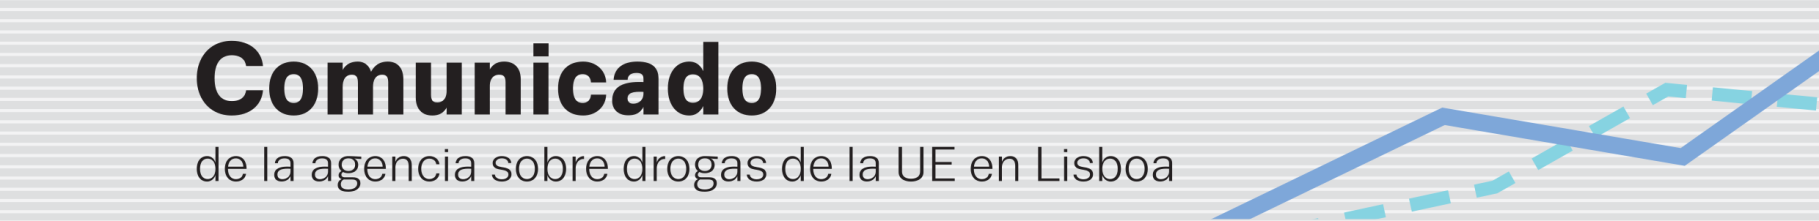 Comunicado
de la agencia sobre drogas de la UE en Lisboa